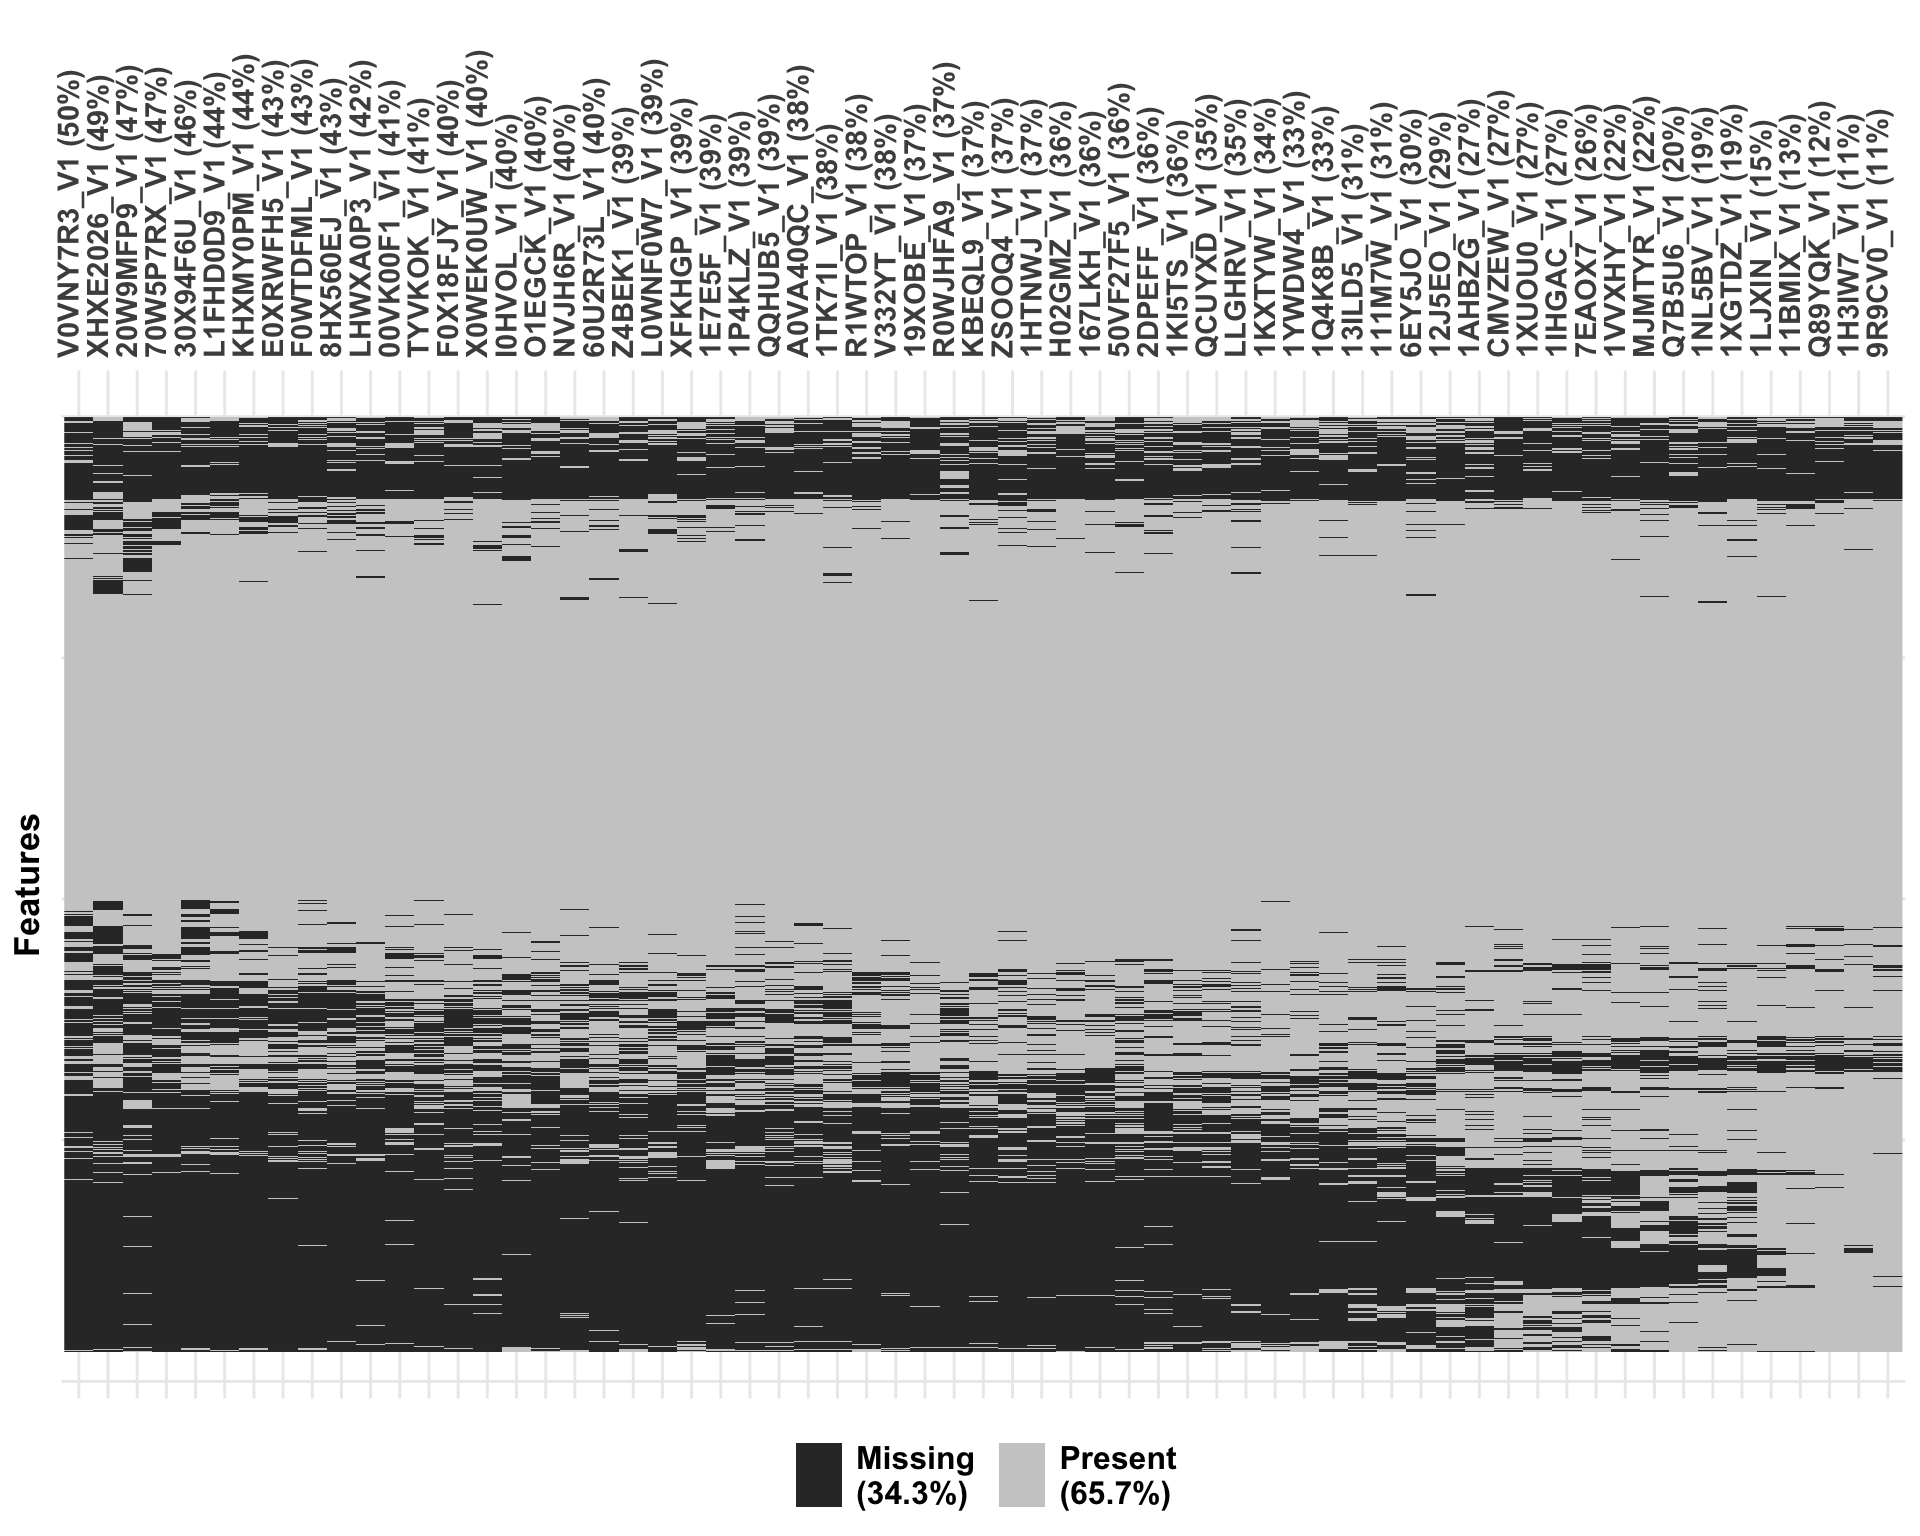 V0VNY7R3_V1 (50%)
XHXE2026_V1 (49%)
20W9MFP9_V1 (47%)
70W5P7RX_V1 (47%)
30X94F6U_V1 (46%)
L1FHD0D9_V1 (44%)
KHXMY0PM_V1 (44%)
E0XRWFH5_V1 (43%)
F0WTDFML_V1 (43%)
8HX560EJ_V1 (43%)
LHWXA0P3_V1 (42%)
00VK00F1_V1 (41%)
TYVKOK_V1 (41%)
F0X18FJY_V1 (40%)
X0WEK0UW_V1 (40%)
I0HVOL_V1 (40%)
O1EGCK_V1 (40%)
NVJH6R_V1 (40%)
60U2R73L_V1 (40%)
Z4BEK1_V1 (39%)
L0WNF0W7_V1 (39%)
XFKHGP_V1 (39%)
1E7E5F_V1 (39%)
1P4KLZ_V1 (39%)
QQHUB5_V1 (39%)
A0VA40QC_V1 (38%)
1TK71I_V1 (38%)
R1WTOP_V1 (38%)
V332YT_V1 (38%)
19XOBE_V1 (37%)
R0WJHFA9_V1 (37%)
KBEQL9_V1 (37%)
ZSOOQ4_V1 (37%)
1HTNWJ_V1 (37%)
H02GMZ_V1 (36%)
167LKH_V1 (36%)
50VF27F5_V1 (36%)
2DPEFF_V1 (36%)
1KI5TS_V1 (36%)
QCUYXD_V1 (35%)
LLGHRV_V1 (35%)
1KXTYW_V1 (34%)
1YWDW4_V1 (33%)
1Q4K8B_V1 (33%)
13ILD5_V1 (31%)
111M7W_V1 (31%)
6EY5JO_V1 (30%)
12J5EO_V1 (29%)
1AHBZG_V1 (27%)
CMVZEW_V1 (27%)
1XUOU0_V1 (27%)
1IHGAC_V1 (27%)
7EAOX7_V1 (26%)
1VVXHY_V1 (22%)
MJMTYR_V1 (22%)
Q7B5U6_V1 (20%)
1NL5BV_V1 (19%)
1XGTDZ_V1 (19%)
1LJXIN_V1 (15%)
11BMIX_V1 (13%)
Q89YQK_V1 (12%)
1H3IW7_V1 (11%)
9R9CV0_V1 (11%)
Features
Missing
(34.3%)
Present
(65.7%)